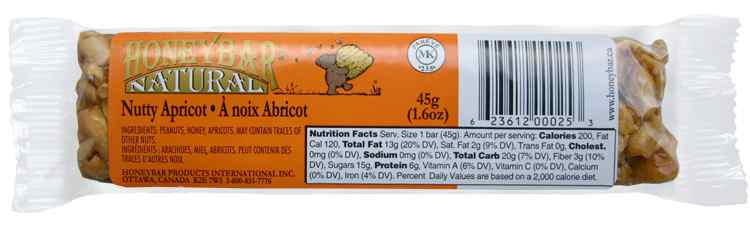 HONEYBAR
NATURAL
Nutty Apricot • À noix Abricot
INGREDIENTS: PEANUTS, HONEY, APRICOTS, MAY CONTAIN TRACES OF
OTHER NUTS.
INGRÉDIENTS: ARACHIDES, MIEL, ABRICOTS. PEUT CONTENIR DES
TRACES D'AUTRES NOIX.
HONEYBAR PRODUCTS INTERNATIONAL INC.
OTTAWA, CANADA K2E 7W5 1-800-831-7776
PAREVE
MK
45g
(1.6oz)
6 23612 00025 3
www.honeybar.ca
Nutrition Facts Serv. Size 1 bar (45g). Amount per serving: Calories 200, Fat
Cal 120, Total Fat 13g (20% DV), Sat. Fat 2g (9% DV), Trans Fat 0g, Cholest.
0mg (0% DV), Sodium 0mg (0% DV), Total Carb 20g (7% DV), Fiber 3g (10%
DV), Sugars 15g, Protein 6g, Vitamin A (6% DV), Vitamin C (0% DV), Calcium
(0% DV), Iron (4% DV). Percent Daily Values are based on a 2,000 calorie diet.